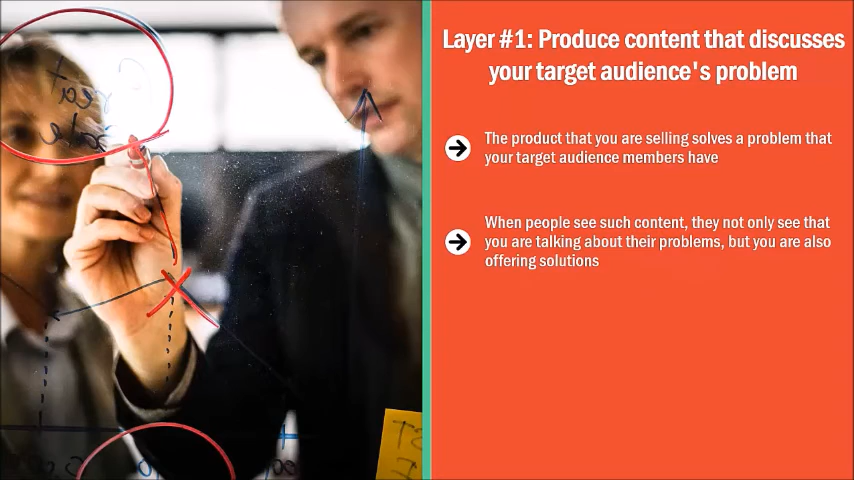 Layer #1: Produce content that discusses
your target audience's problem
The product that you are selling solves a problem that
your target audience members have
When people see such content, they not only see that
you are talking about their problems, but you are also
offering solutions